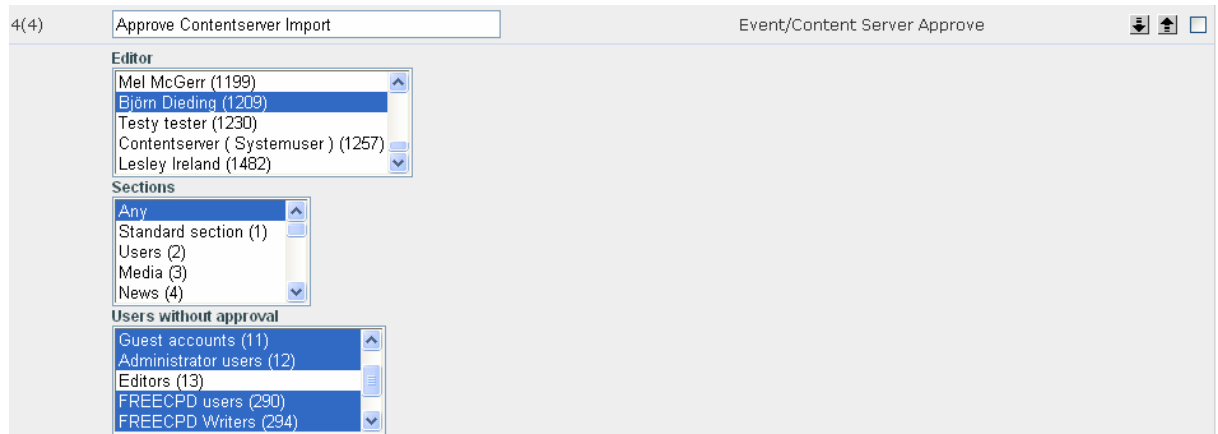 4(4) Approve Contentserver Import Event/Content Server Approve
Editor
Mel McGerr (1199)
Björn Dieding (1209)
Testy tester (1230)
Contentserver ( Systemuser ) (1257)
Lesley Ireland (1482)
Sections
Any
Standard section (1)
Users (2)
Media (3)
News (4)
Users without approval
Guest accounts (11)
Administrator users (12)
Editors (13)
FREECPD users (290)
FREECPD Writers (294)